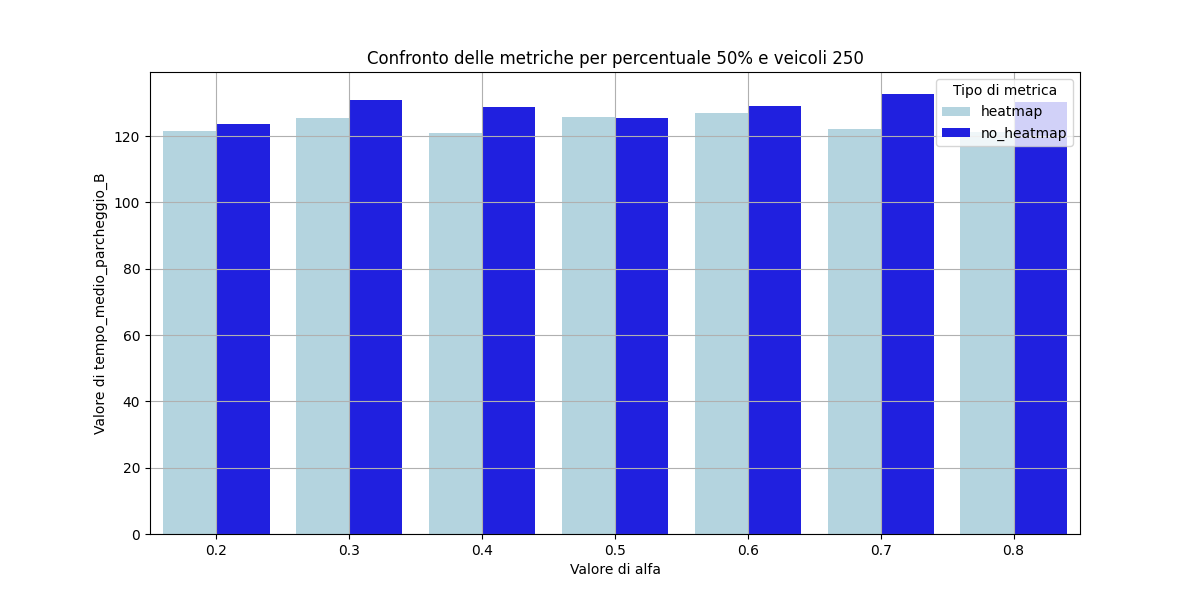 Confronto delle metriche per percentuale 50% e veicoli 250
Tipo di metrica
heatmap
no_heatmap
Valore di tempo_medio_parcheggio_B
120
100
80
60
40
20
0
0.2 0.3 0.4 0.5 0.6 0.7 0.8
Valore di alfa